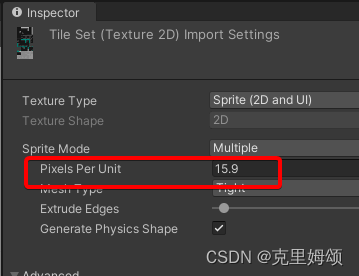 Inspector
Tile Set (Texture 2D) Import Settings
Texture Type Sprite (2D and UI)
Texture Shape 2D
Sprite Mode Multiple
Pixels Per Unit 15.9
Mesh Type Tight
Extrude Edges
Generate Physics Shape
CSDN @克里姆颂
Advanced